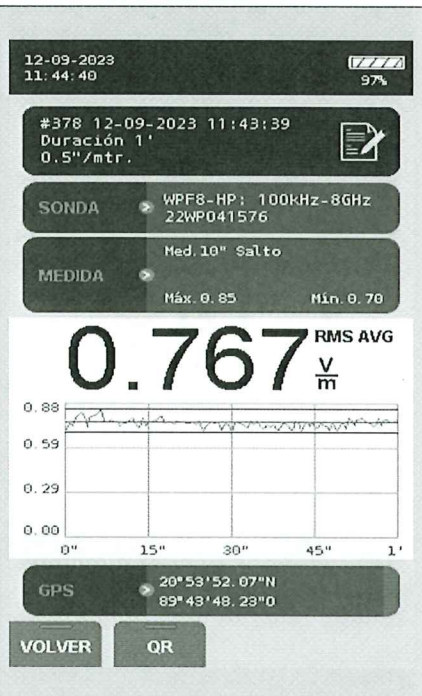 12-09-2023
11:44:40
97%
#378 12-09-2023 11:43:39
Duración 1'
0.5"/mtr.
SONDA
WPF8-HP: 100kHz-8GHz
22WP041576
MEDIDA
Med.10" Salto
Máx.0.85 Mín.0.70
0.767 RMS AVG
V/m
0.88
0.59
0.29
0.00
0" 15" 30" 45" 1'
GPS
20°53'52.07"N
89°43'48.23"O
VOLVER QR